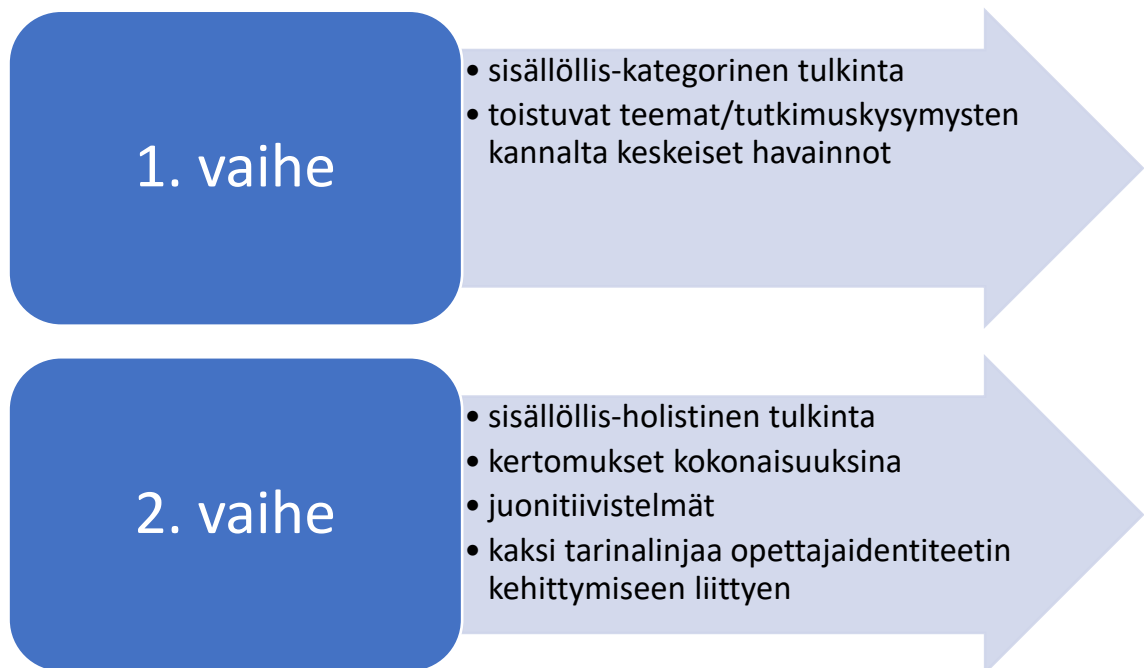 1. vaihe
• sisällöllis-kategorinen tulkinta
• toistuvat teemat/tutkimuskysymysten
kannalta keskeiset havainnot
2. vaihe
• sisällöllis-holistinen tulkinta
• kertomukset kokonaisuuksina
• juonitiivistelmät
• kaksi tarinalinjaa opettajaidentiteetin
kehittymiseen liittyen